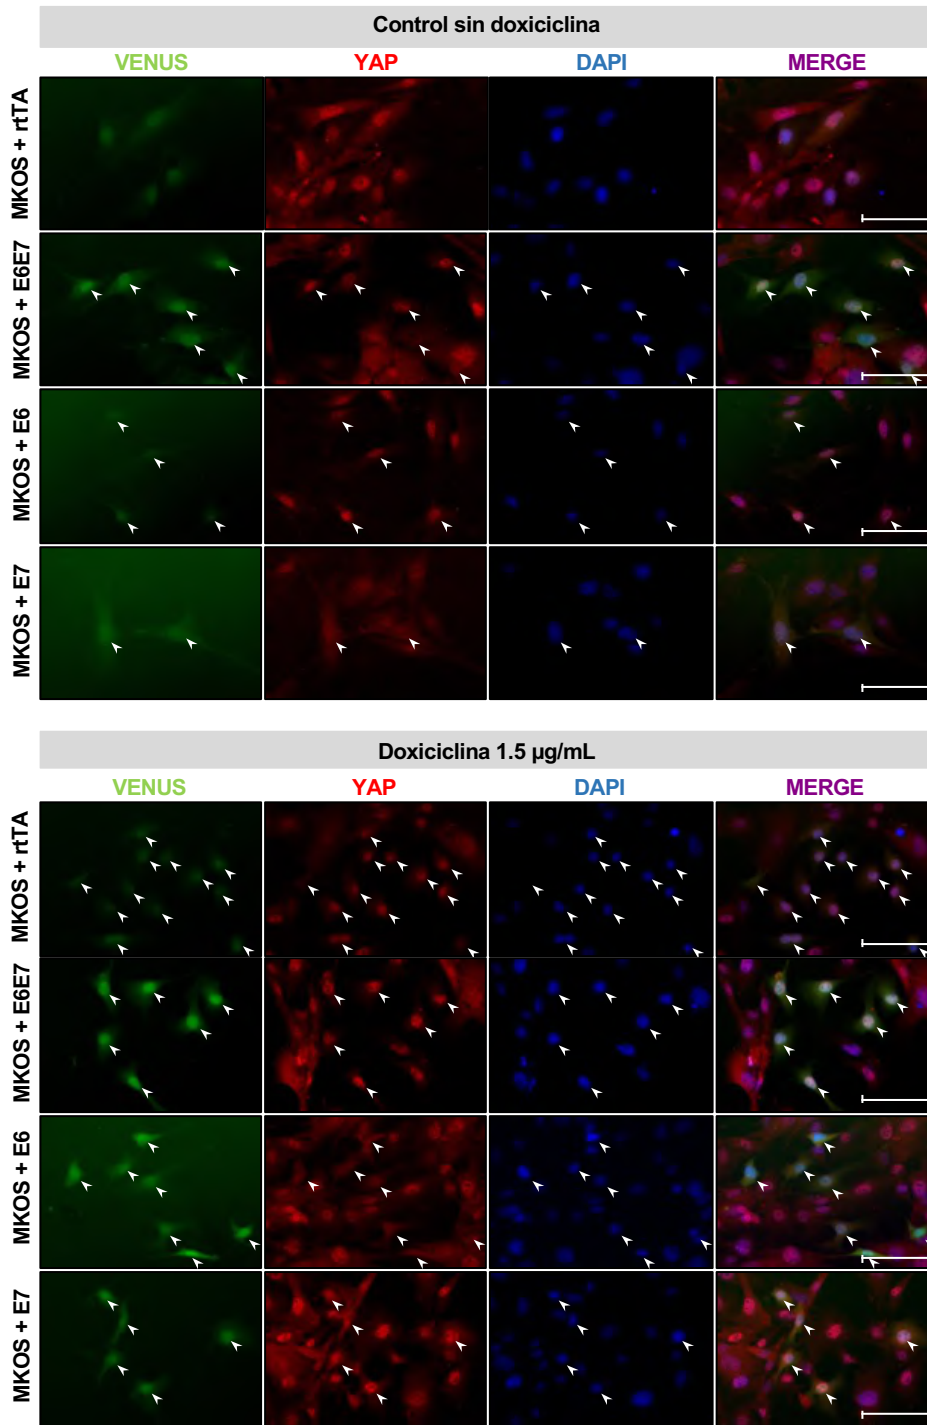 Control sin doxiciclina
VENUS YAP DAPI MERGE
MKOS + rtTA
MKOS + E6E7
MKOS + E6
MKOS + E7
Doxiciclina 1.5 µg/mL
VENUS YAP DAPI MERGE
MKOS + rtTA
MKOS + E6E7
MKOS + E6
MKOS + E7